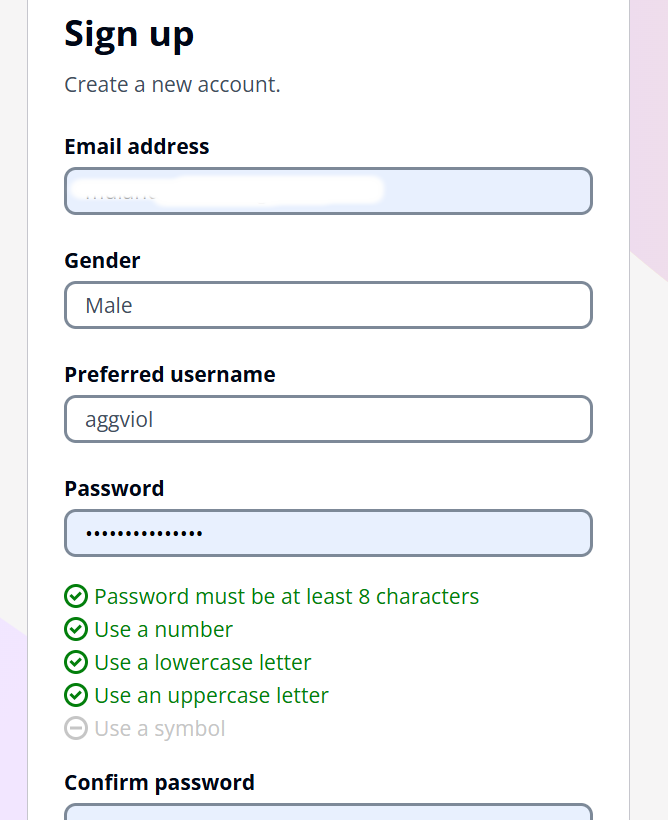 Sign up
Create a new account.
Email address
Gender
Male
Preferred username
aggviol
Password
•••••••••••••••
Password must be at least 8 characters
Use a number
Use a lowercase letter
Use an uppercase letter
Use a symbol
Confirm password